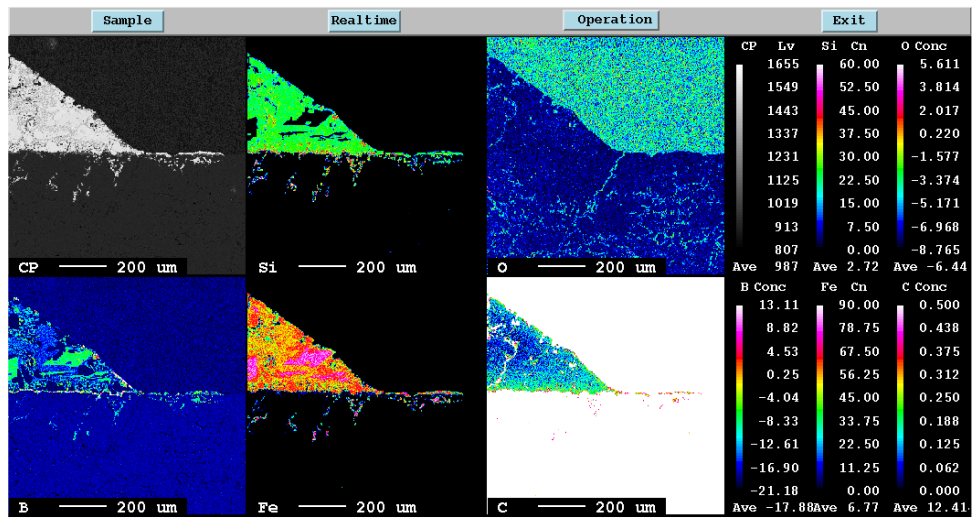 Sample Realtime Operation Exit
CP Lv Si Cn O Conc
1655 60.00 5.611
1549 52.50 3.814
1443 45.00 2.017
1337 37.50 0.220
1231 30.00 -1.577
1125 22.50 -3.374
1019 15.00 -5.171
913 7.50 -6.968
807 0.00 -8.765
Ave 987 Ave 2.72 Ave -6.44
CP 200 um Si 200 um O 200 um
B Conc Fe Cn C Conc
13.11 90.00 0.500
8.82 78.75 0.438
4.53 67.50 0.375
0.25 56.25 0.312
-4.04 45.00 0.250
-8.33 33.75 0.188
-12.61 22.50 0.125
-16.90 11.25 0.062
-21.18 0.00 0.000
Ave -17.88 Ave 6.77 Ave 12.41
B 200 um Fe 200 um C 200 um